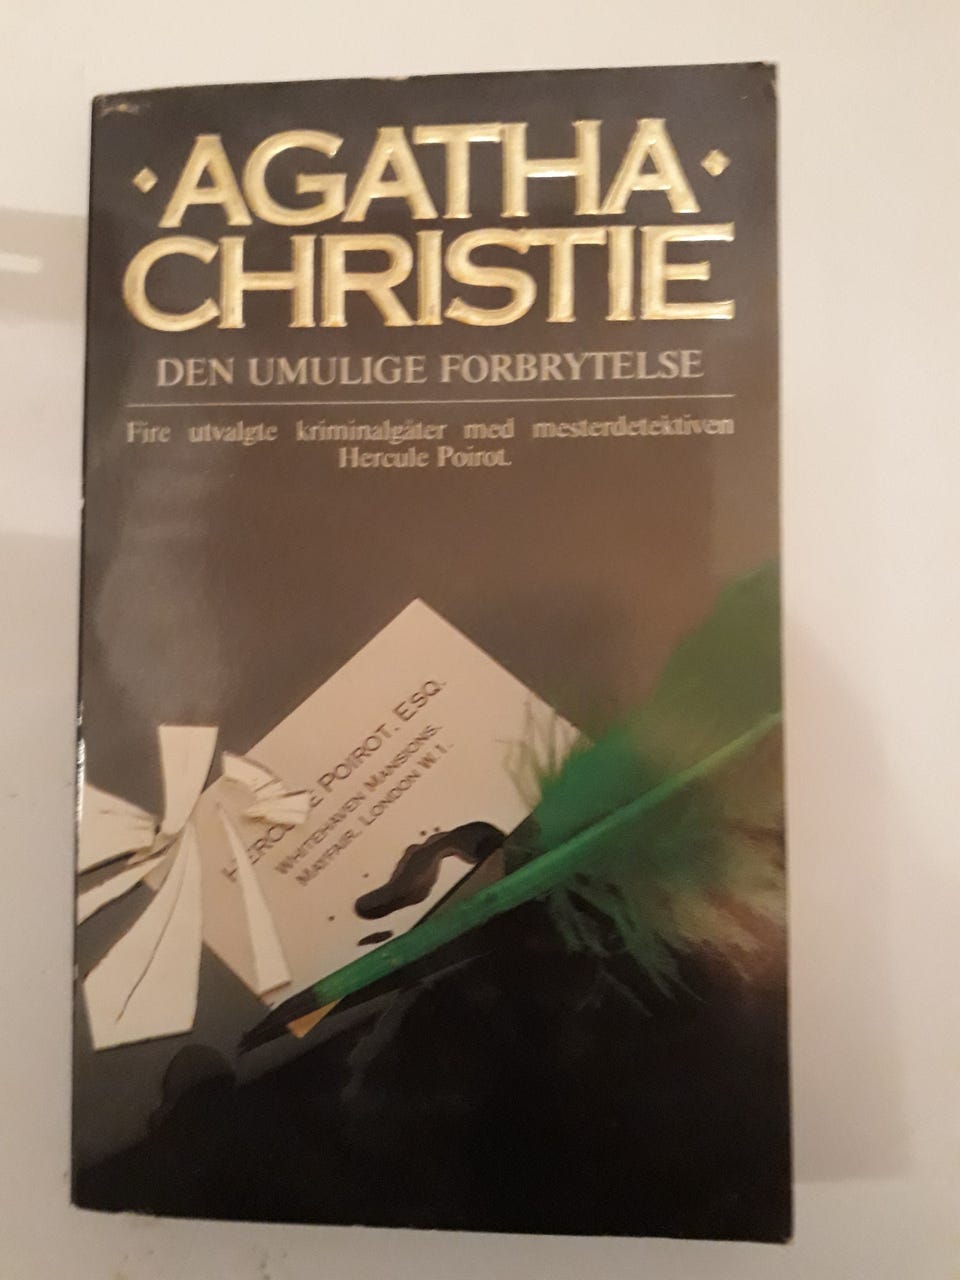 ·AGATHA·
CHRISTIE
DEN UMULIGE FORBRYTELSE
Fire utvalgte kriminalgåter med mesterdetektiven
Hercule Poirot.
POIROT, ESQ.
WHITEHAVEN MANSIONS,
MAYFAIR, LONDON W.1.